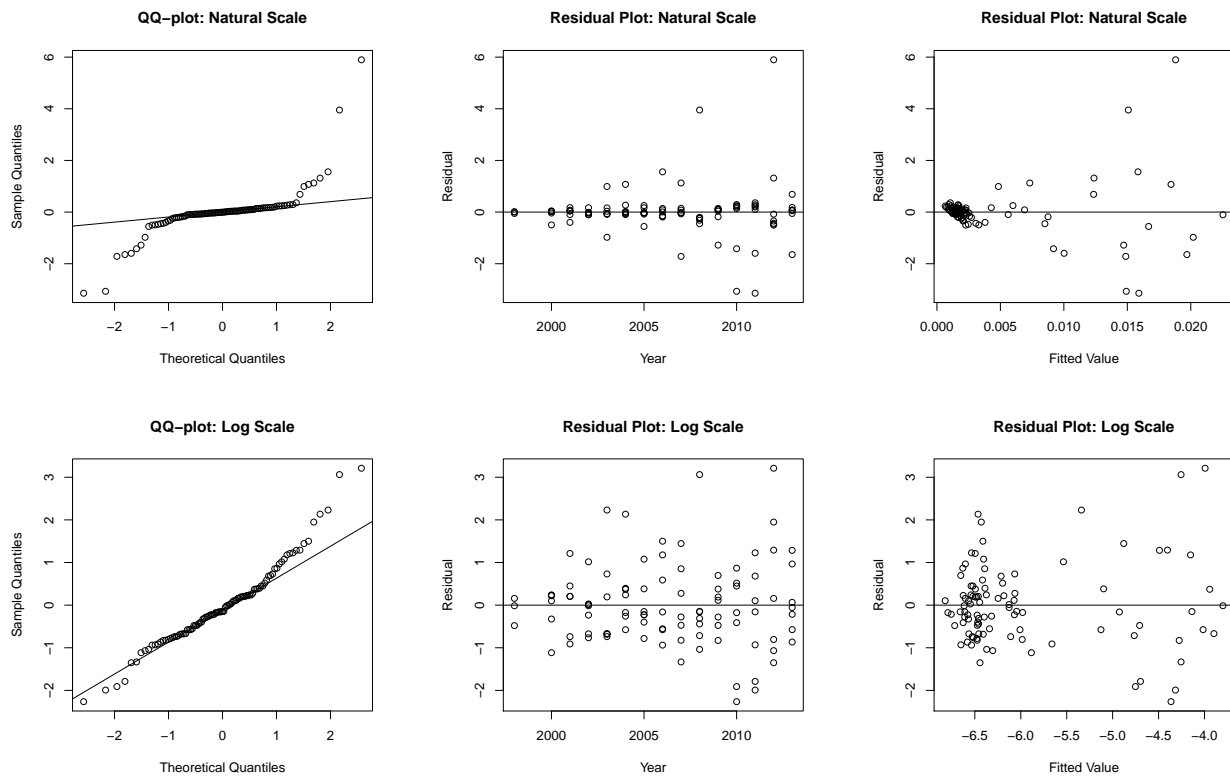 QQ−plot: Natural Scale
Sample Quantiles
6
4
2
0
−2
−2 −1 0 1 2
Theoretical Quantiles
Residual Plot: Natural Scale
Residual
6
4
2
0
−2
2000 2005 2010
Year
Residual Plot: Natural Scale
Residual
6
4
2
0
−2
0.000 0.005 0.010 0.015 0.020
Fitted Value
QQ−plot: Log Scale
Sample Quantiles
3
2
1
0
−1
−2
−2 −1 0 1 2
Theoretical Quantiles
Residual Plot: Log Scale
Residual
3
2
1
0
−1
−2
2000 2005 2010
Year
Residual Plot: Log Scale
Residual
3
2
1
0
−1
−2
−6.5 −6.0 −5.5 −5.0 −4.5 −4.0
Fitted Value